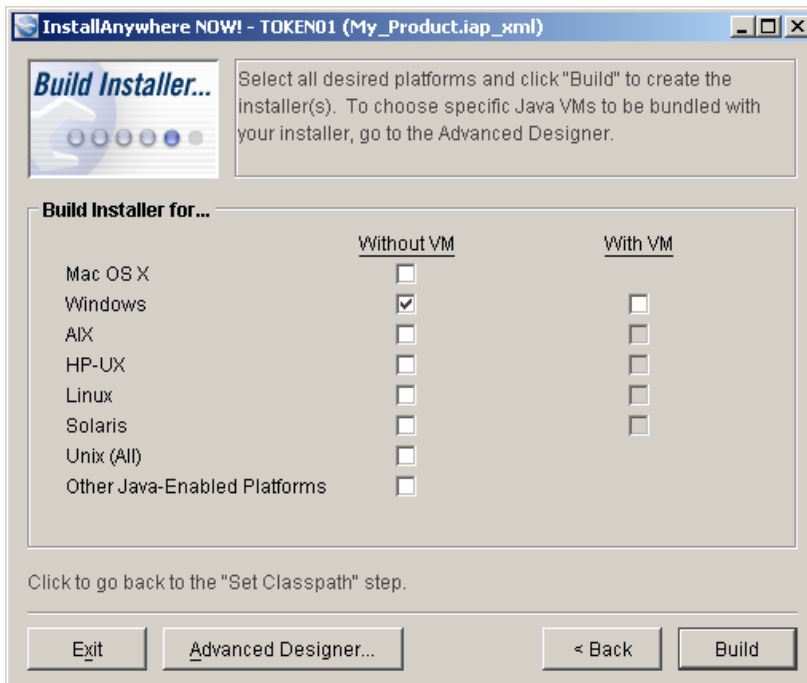 InstallAnywhere NOW! - TOKEN01 (My_Product.iap_xml)
Build Installer...
Select all desired platforms and click "Build" to create the
installer(s). To choose specific Java VMs to be bundled with
your installer, go to the Advanced Designer.
Build Installer for...
Without VM With VM
Mac OS X
Windows
AIX
HP-UX
Linux
Solaris
Unix (All)
Other Java-Enabled Platforms
Click to go back to the "Set Classpath" step.
Exit Advanced Designer... < Back Build